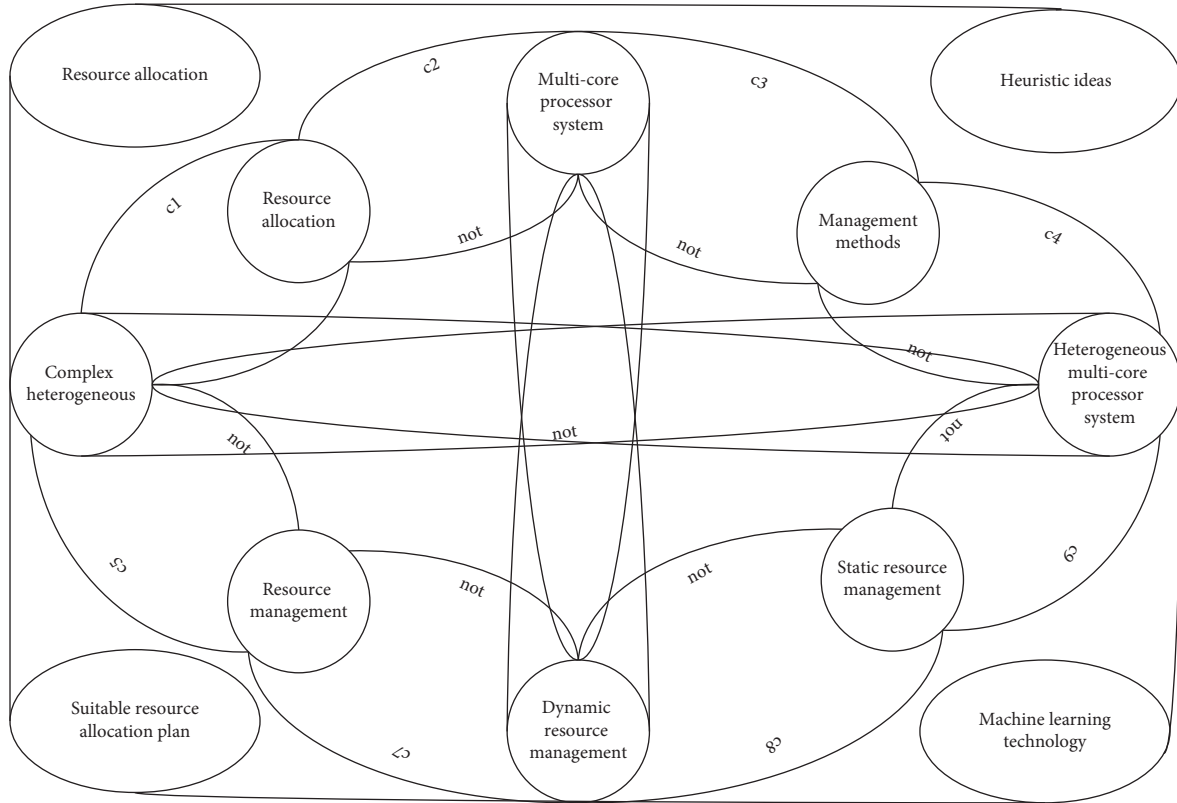 Resource allocation
c2
Multi-core
processor
system
c3
Heuristic ideas
c1
Resource
allocation
not
not
Management
methods
c4
Complex
heterogeneous
not
Heterogeneous
multi-core
processor
system
not
not
not
c5
Resource
management
not
not
Static resource
management
c9
Suitable resource
allocation plan
c7
Dynamic
resource
management
c8
Machine learning
technology